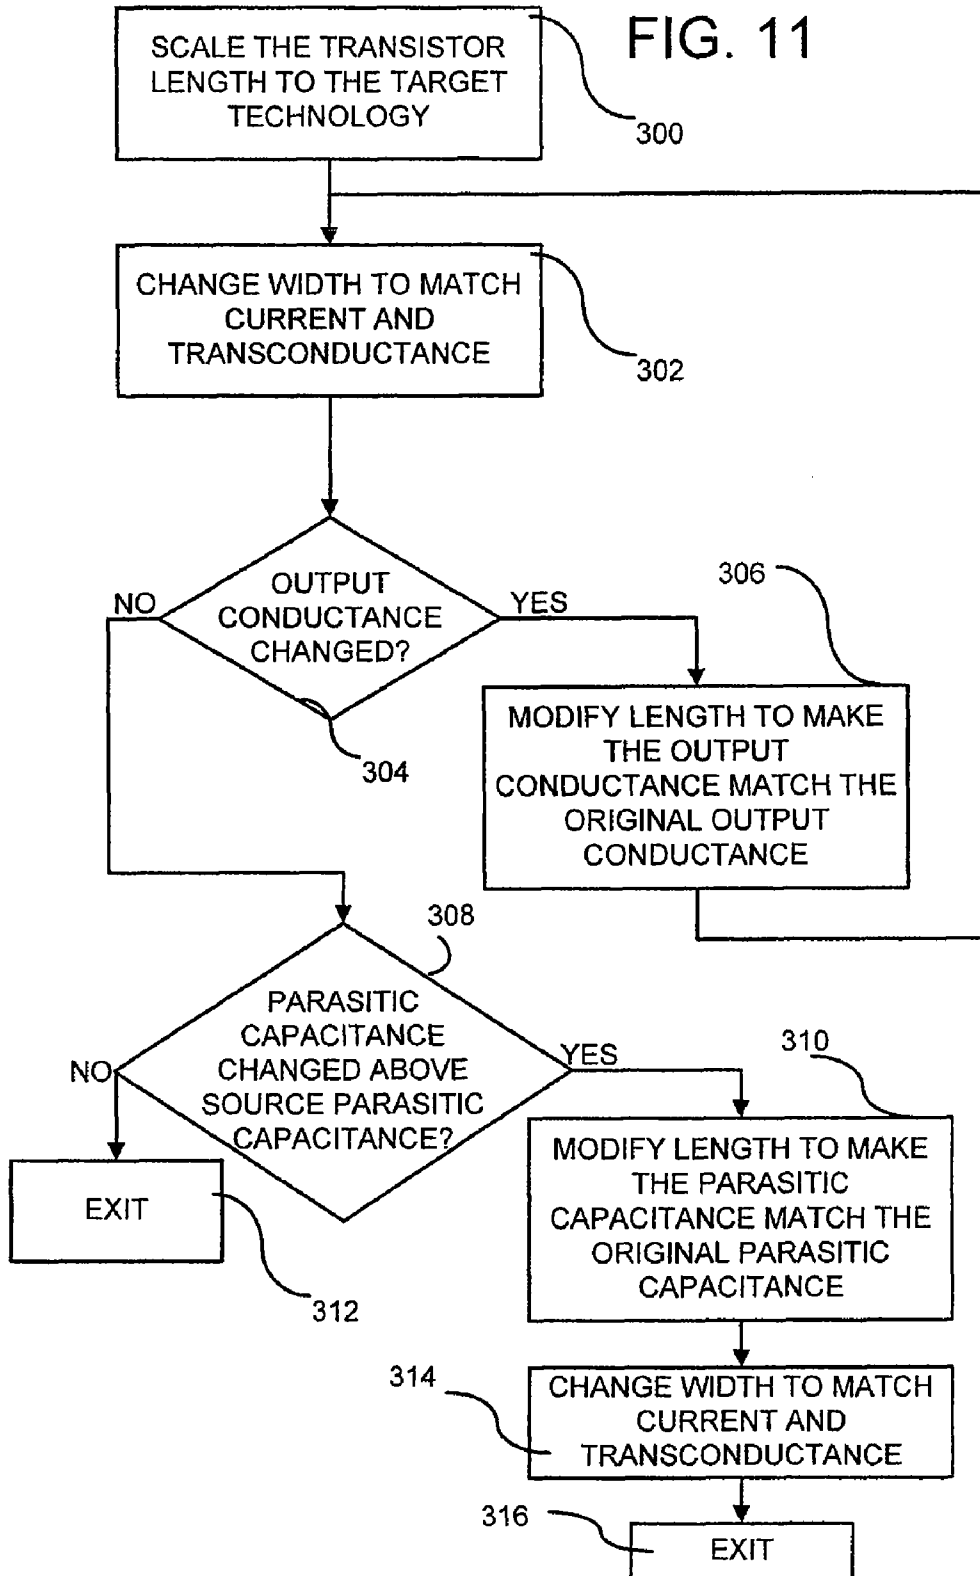 FIG. 11
SCALE THE TRANSISTOR
LENGTH TO THE TARGET
TECHNOLOGY
300
CHANGE WIDTH TO MATCH
CURRENT AND
TRANSCONDUCTANCE
302
OUTPUT
CONDUCTANCE
CHANGED?
NO
YES
304
306
MODIFY LENGTH TO MAKE
THE OUTPUT
CONDUCTANCE MATCH THE
ORIGINAL OUTPUT
CONDUCTANCE
308
PARASITIC
CAPACITANCE
CHANGED ABOVE
SOURCE PARASITIC
CAPACITANCE?
NO
YES
EXIT
312
310
MODIFY LENGTH TO MAKE
THE PARASITIC
CAPACITANCE MATCH THE
ORIGINAL PARASITIC
CAPACITANCE
314
CHANGE WIDTH TO MATCH
CURRENT AND
TRANSCONDUCTANCE
316
EXIT